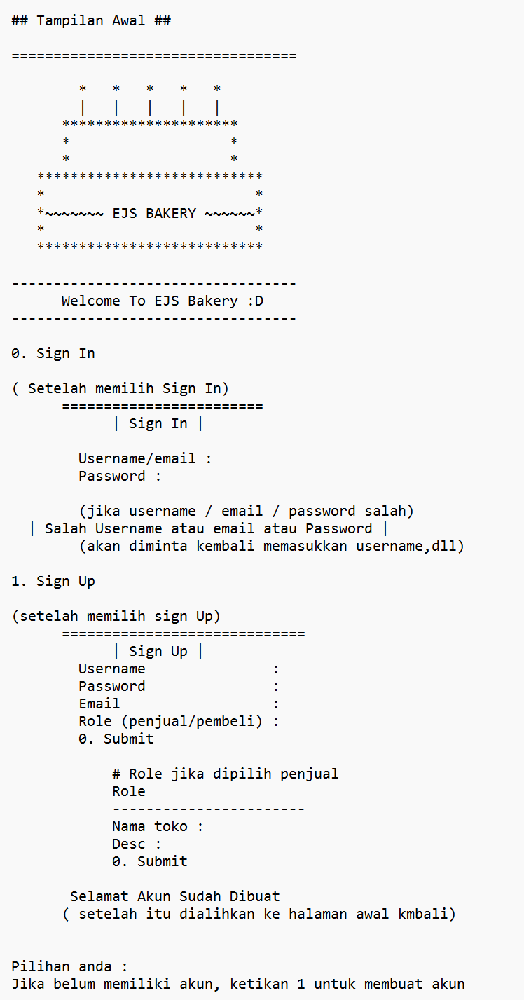 ## Tampilan Awal ##
==================================
        *   *   *   *   *
        |   |   |   |   |
      *********************
      *                   *
      *                   *
   ***************************
   *                         *
   *~~~~~~~ EJS BAKERY ~~~~~~*
   *                         *
   ***************************
----------------------------------
      Welcome To EJS Bakery :D
----------------------------------
0. Sign In
( Setelah memilih Sign In)
      ========================
            | Sign In |
        Username/email :
        Password :
        (jika username / email / password salah)
  | Salah Username atau email atau Password |
        (akan diminta kembali memasukkan username,dll)
1. Sign Up
(setelah memilih sign Up)
      =============================
            | Sign Up |
        Username               :
        Password               :
        Email                  :
        Role (penjual/pembeli) :
        0. Submit
            # Role jika dipilih penjual
            Role
            -----------------------
            Nama toko :
            Desc :
            0. Submit
       Selamat Akun Sudah Dibuat
      ( setelah itu dialihkan ke halaman awal kmbali)
Pilihan anda :
Jika belum memiliki akun, ketikan 1 untuk membuat akun